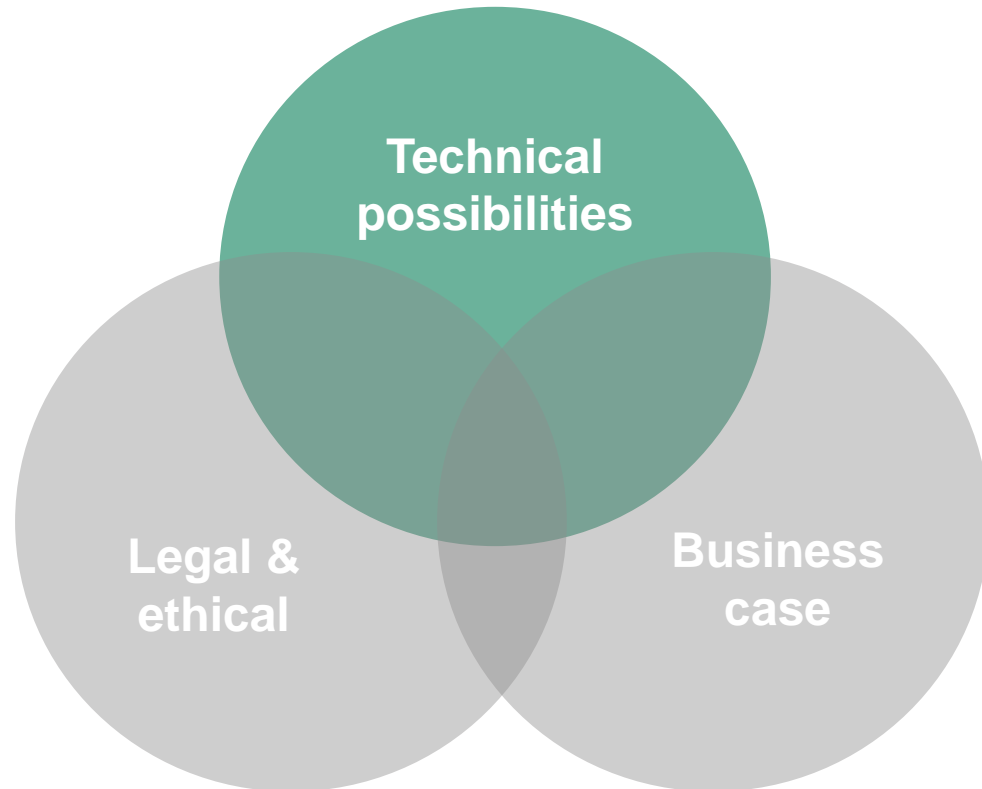 Technical
possibilities
Legal &
ethical
Business
case